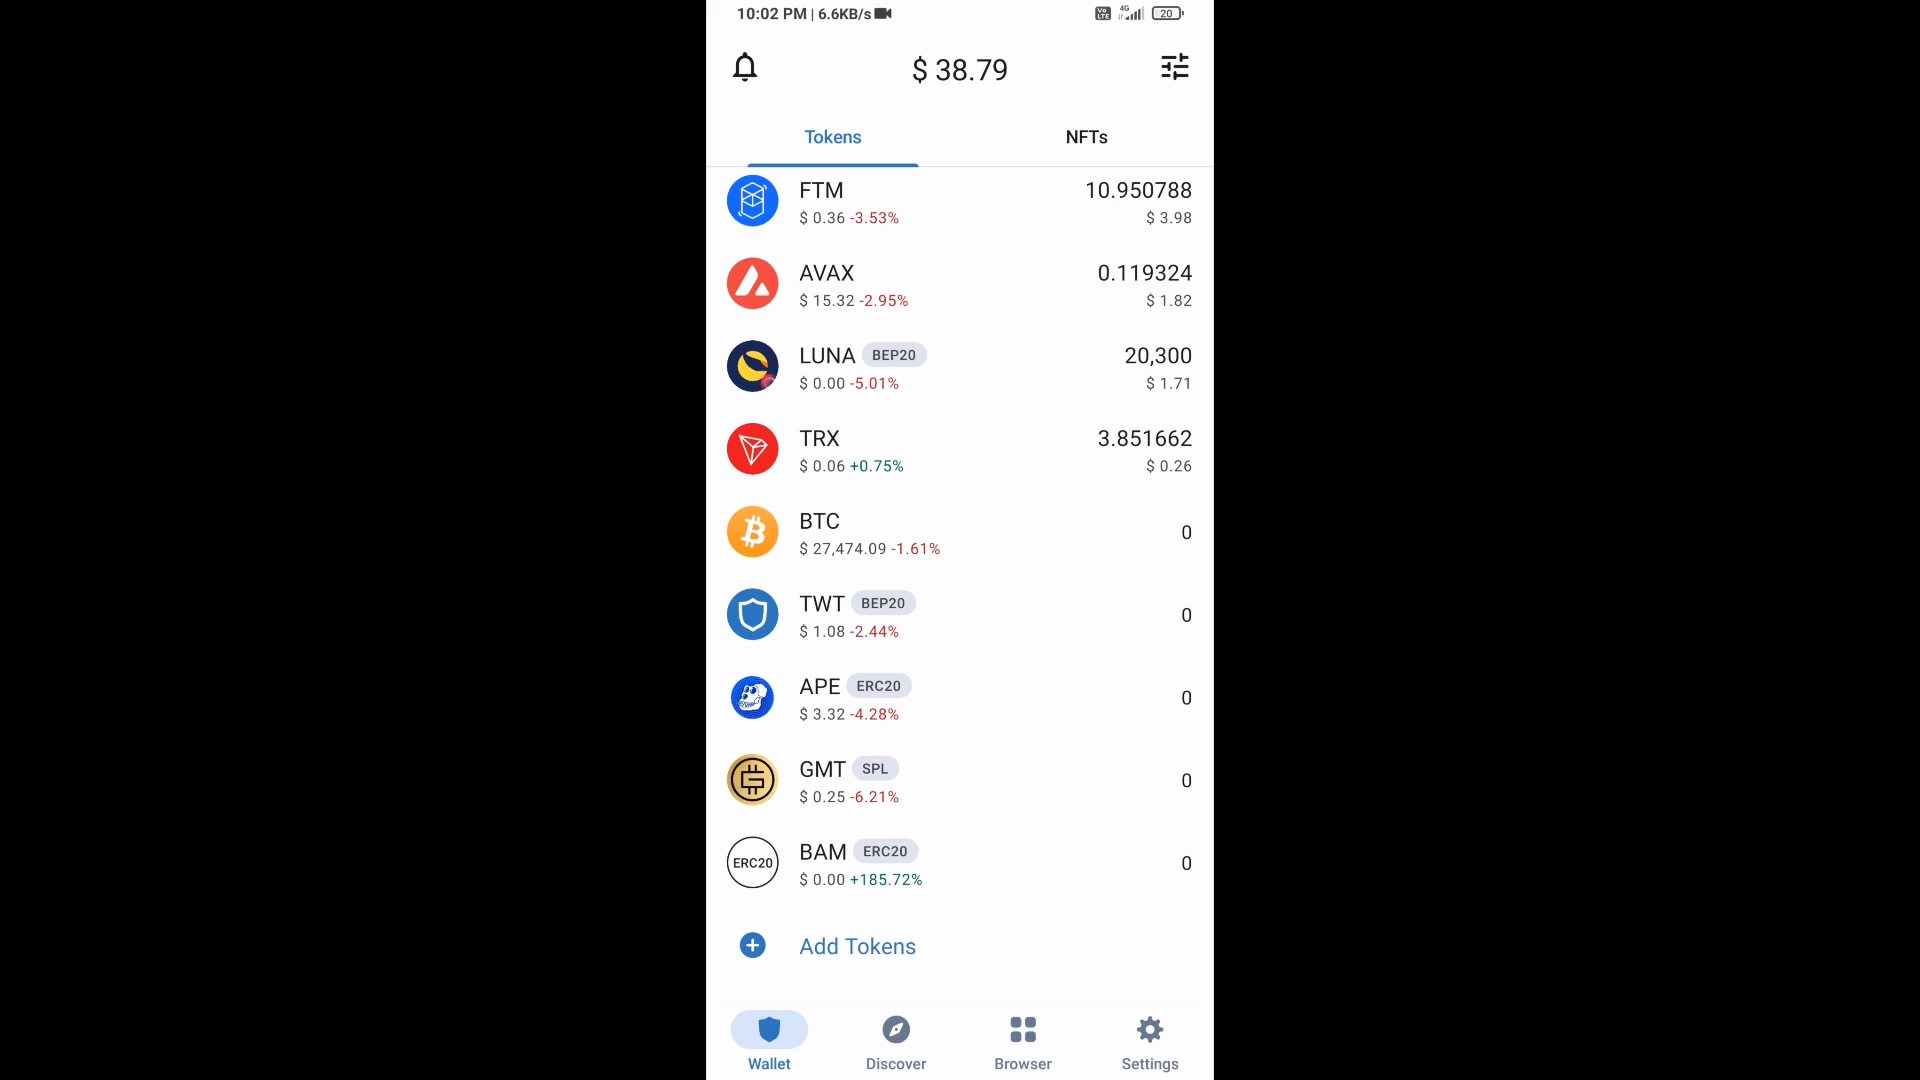 10:02 PM | 6.6KB/s
Vo LTE 4G 20
$ 38.79
Tokens NFTs
FTM 10.950788
$ 0.36 -3.53% $ 3.98
AVAX 0.119324
$ 15.32 -2.95% $ 1.82
LUNA BEP20 20,300
$ 0.00 -5.01% $ 1.71
TRX 3.851662
$ 0.06 +0.75% $ 0.26
BTC 0
$ 27,474.09 -1.61%
TWT BEP20 0
$ 1.08 -2.44%
APE ERC20 0
$ 3.32 -4.28%
GMT SPL 0
$ 0.25 -6.21%
ERC20 BAM ERC20 0
$ 0.00 +185.72%
Add Tokens
Wallet Discover Browser Settings